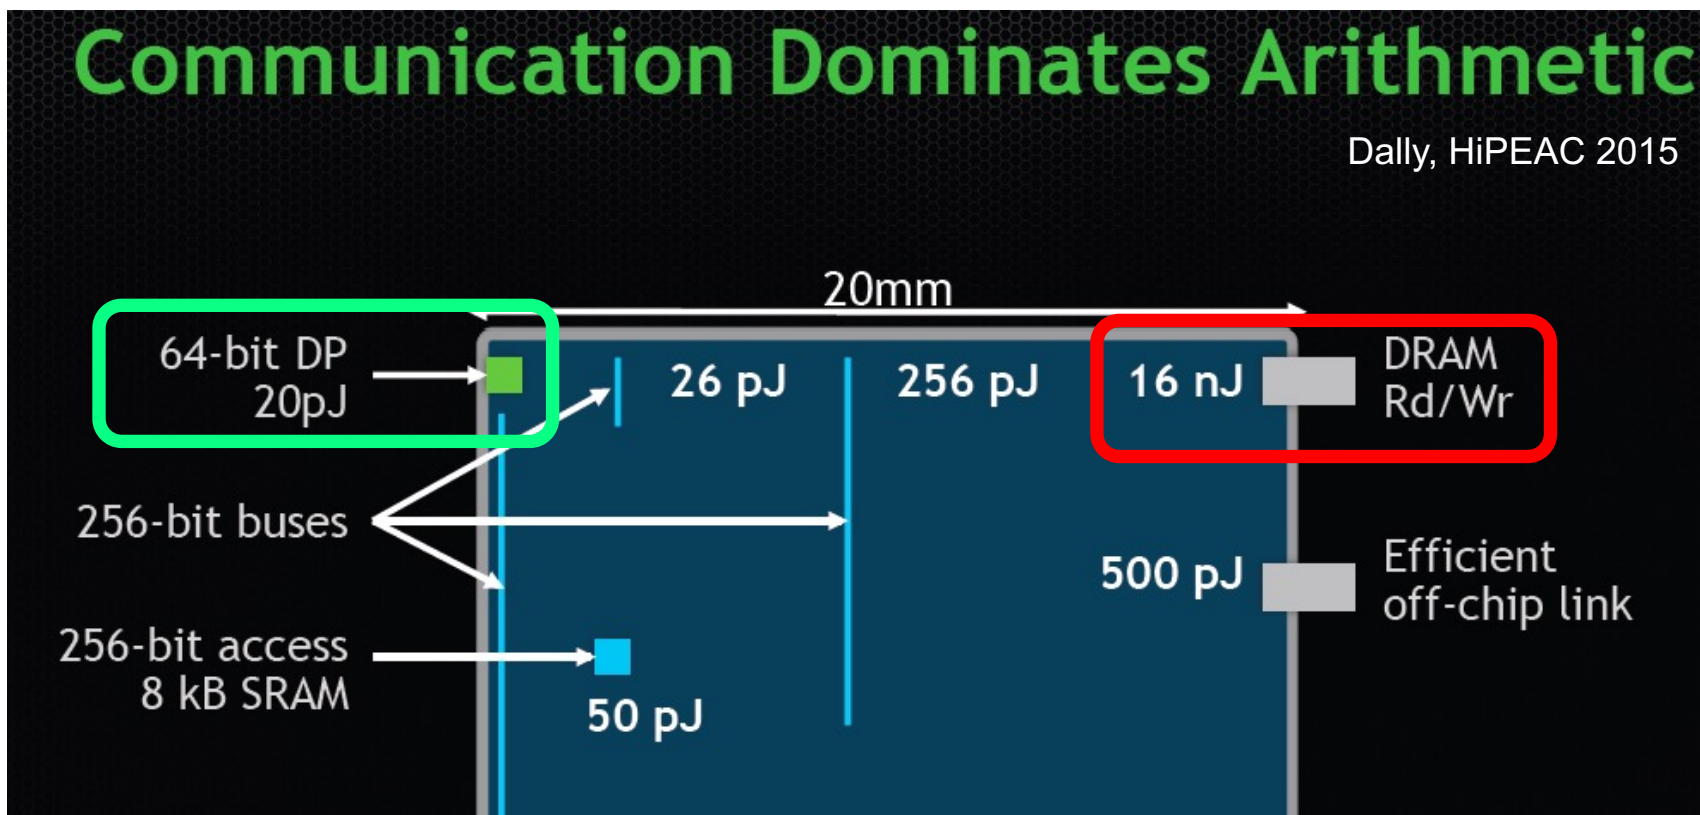 Communication Dominates Arithmetic
Dally, HiPEAC 2015
20mm
64-bit DP
20pJ
26 pJ
256 pJ
16 nJ
DRAM
Rd/Wr
256-bit buses
500 pJ
Efficient
off-chip link
256-bit access
8 kB SRAM
50 pJ